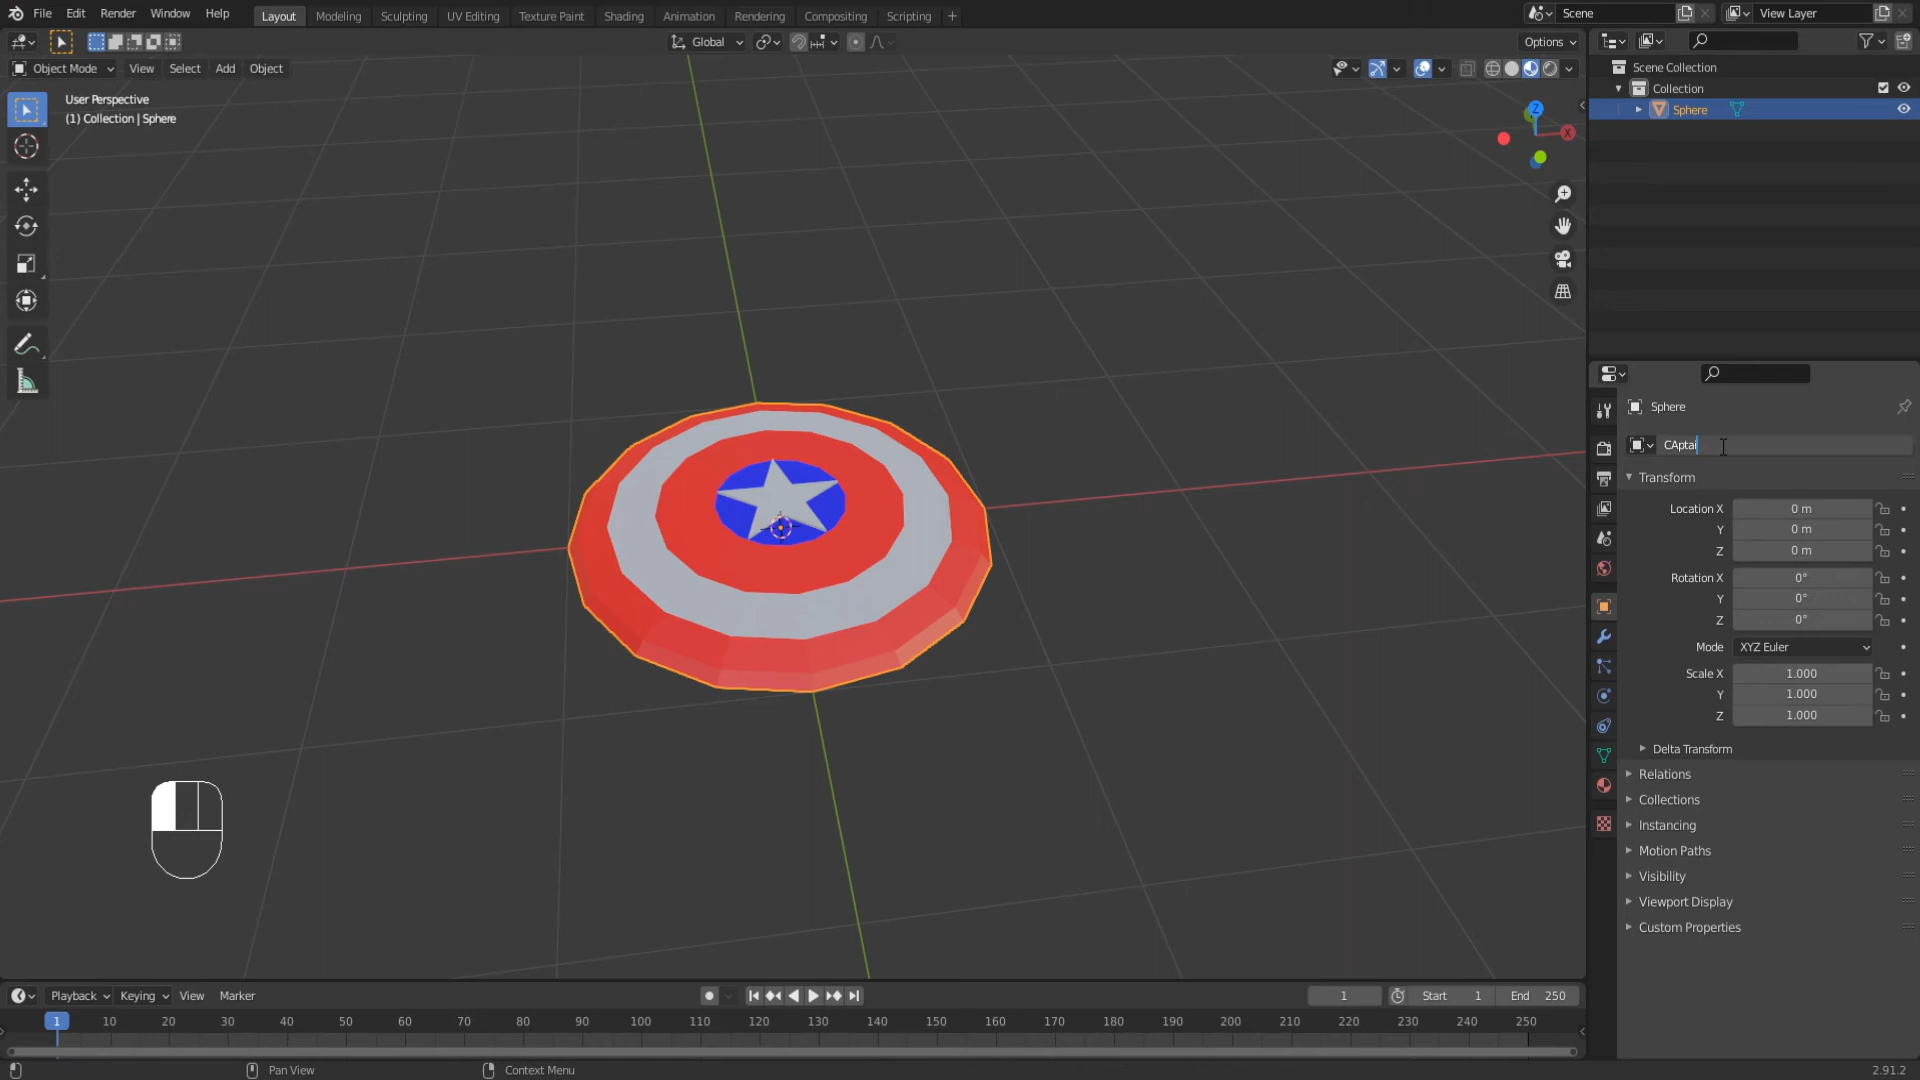 File Edit Render Window Help Layout Modeling Sculpting UV Editing Texture Paint Shading Animation Rendering Compositing Scripting + Scene View Layer
Global Options
Object Mode View Select Add Object
User Perspective
(1) Collection | Sphere
Z
X
Scene Collection
Collection
Sphere
Sphere
CAptai
Transform
Location X 0 m
Y 0 m
Z 0 m
Rotation X 0°
Y 0°
Z 0°
Mode XYZ Euler
Scale X 1.000
Y 1.000
Z 1.000
Delta Transform
Relations
Collections
Instancing
Motion Paths
Visibility
Viewport Display
Custom Properties
Playback Keying View Marker 1 Start 1 End 250
1 10 20 30 40 50 60 70 80 90 100 110 120 130 140 150 160 170 180 190 200 210 220 230 240 250
Pan View Context Menu 2.91.2